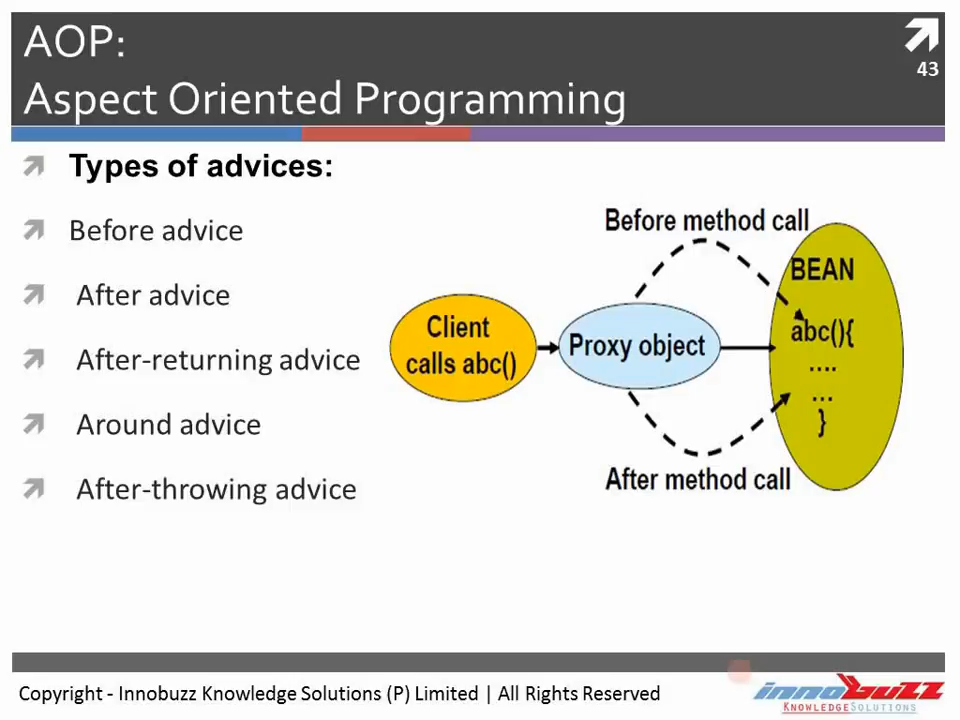 AOP:
Aspect Oriented Programming
43
Types of advices:
Before advice
After advice
After-returning advice
Around advice
After-throwing advice
Before method call
BEAN
Client
calls abc()
Proxy object
abc(){
....
...
}
After method call
Copyright - Innobuzz Knowledge Solutions (P) Limited | All Rights Reserved
innobuzz
KNOWLEDGESOLUTIONS